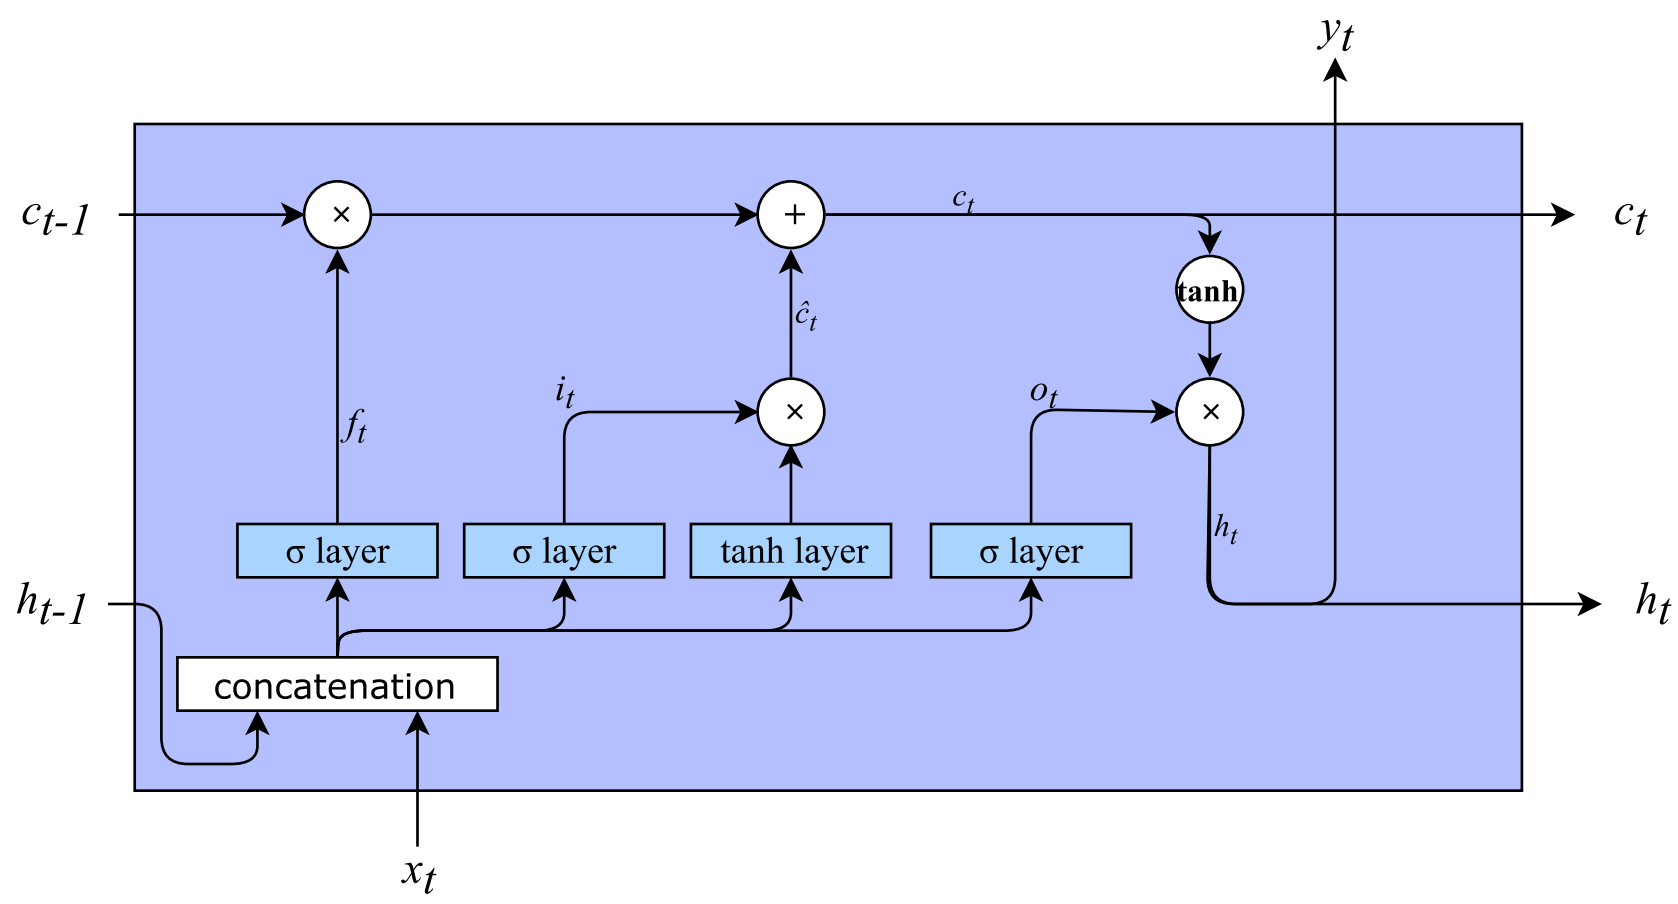 y_t
c_{t-1}
×
+
c_t
c_t
tanh
ĉ_t
i_t
×
o_t
×
f_t
h_t
σ layer
σ layer
tanh layer
σ layer
h_{t-1}
h_t
concatenation
x_t